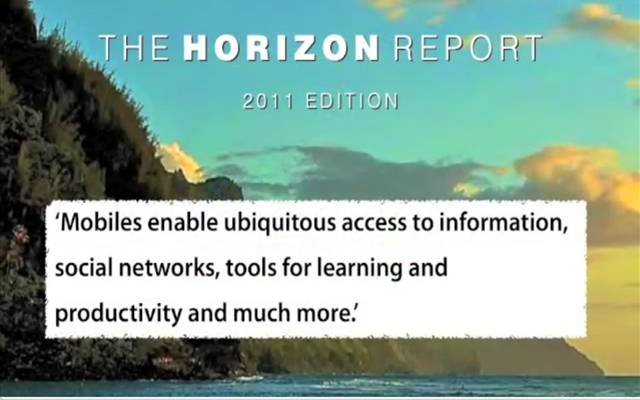 THE HORIZON REPORT
2011 EDITION
‘Mobiles enable ubiquitous access to information,
social networks, tools for learning and
productivity and much more.’